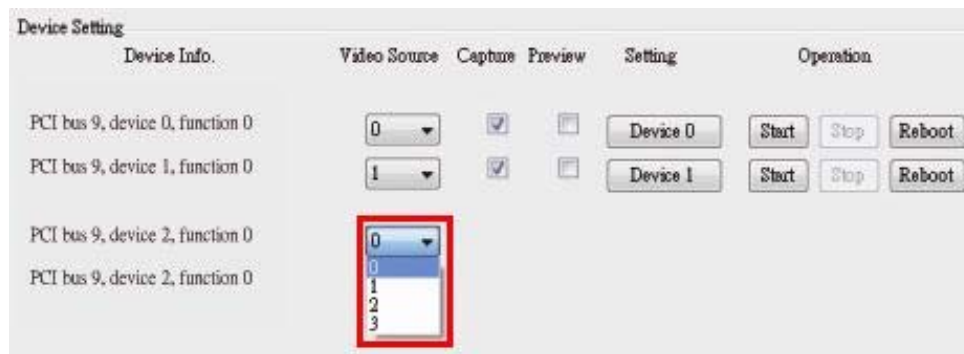 Device Setting
Device Info. Video Source Capture Preview Setting Operation
PCI bus 9, device 0, function 0 0 Device 0 Start Stop Reboot
PCI bus 9, device 1, function 0 1 Device 1 Start Stop Reboot
PCI bus 9, device 2, function 0 0
0
PCI bus 9, device 2, function 0 1
2
3